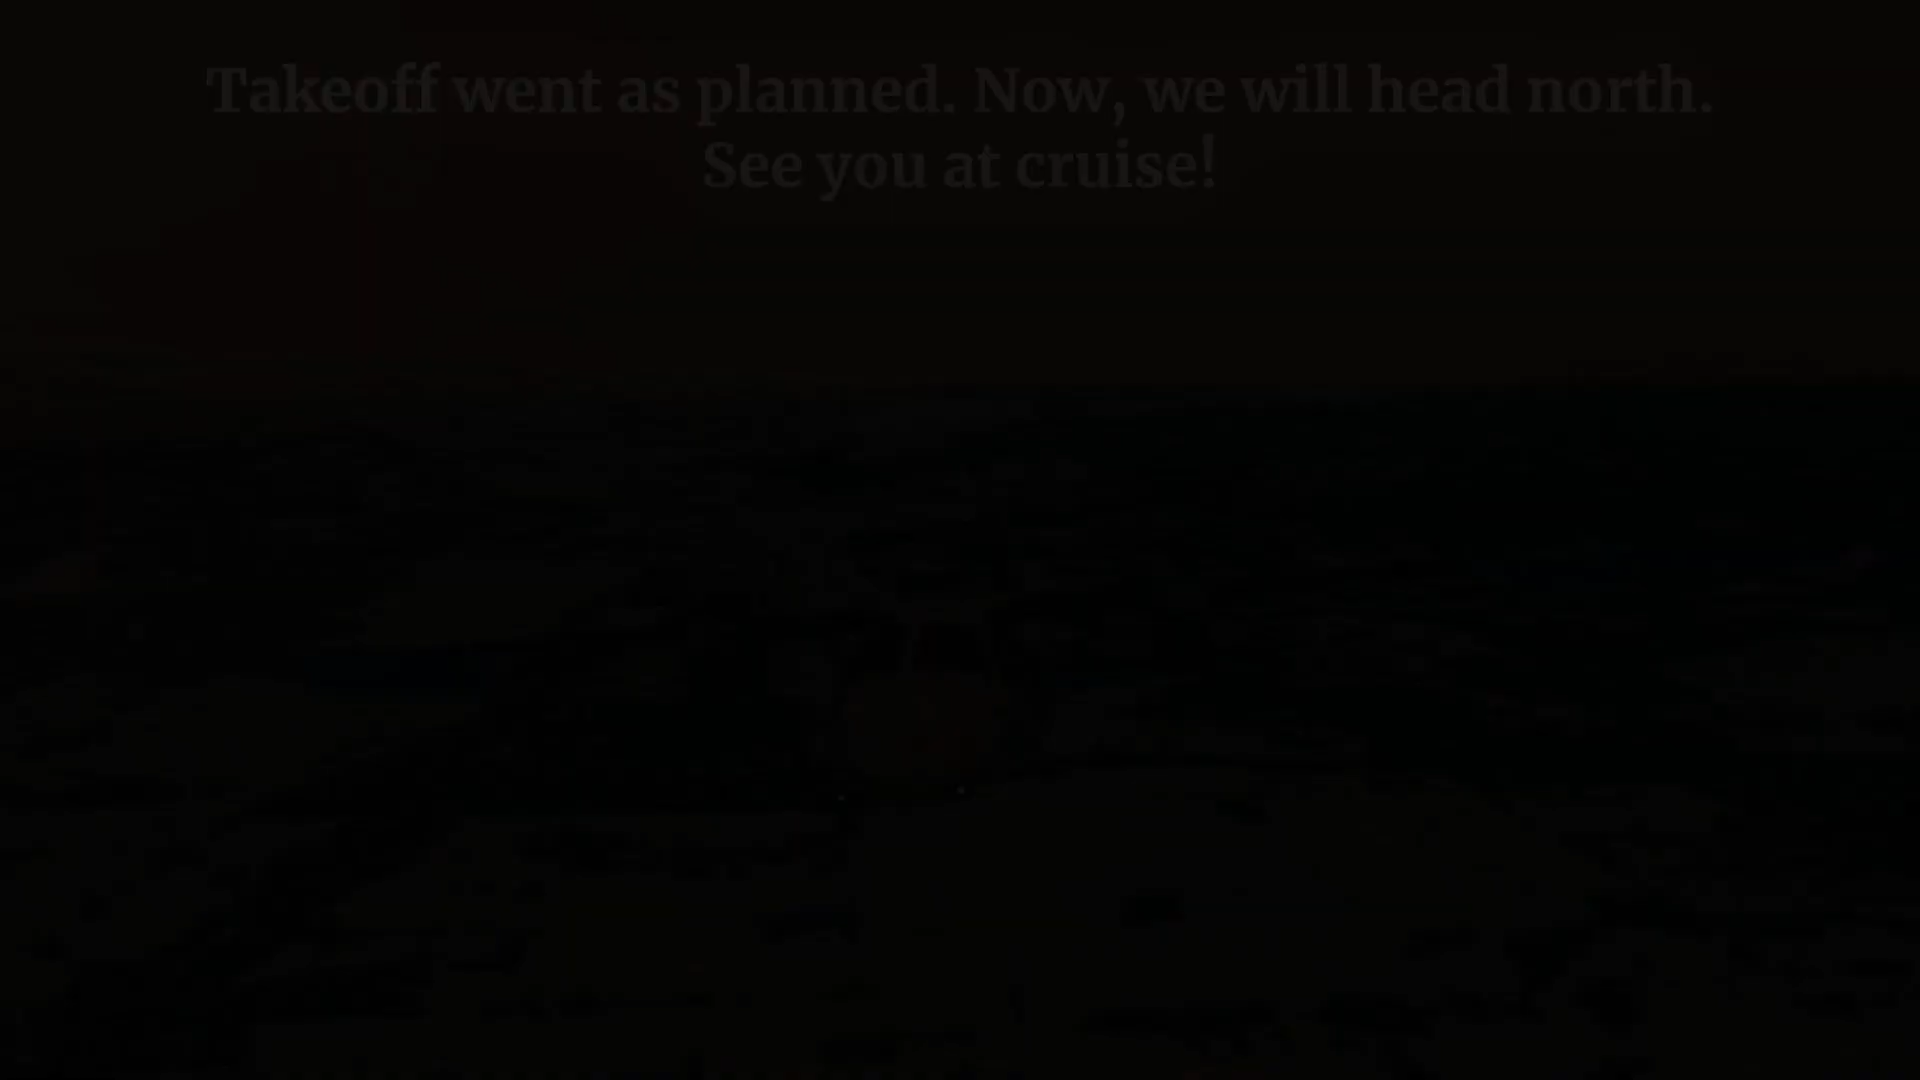 Takeoff went as planned. Now, we will head north.
See you at cruise!